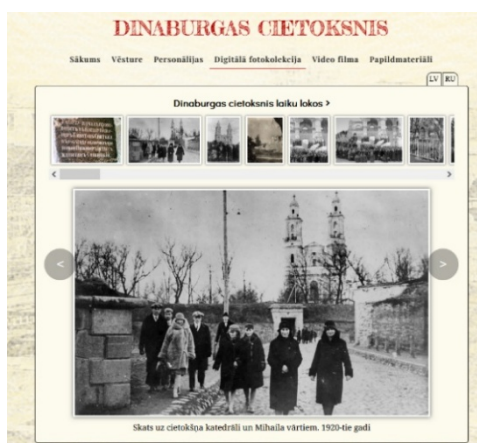 DINABURGAS CIETOKSNIS
Sākums Vēsture Personālijas Digitālā fotokolekcija Video filma Papildmateriāli
LV RU
Dinaburgas cietoksnis laiku lokos >
< >
Skats uz cietokšņa katedrāli un Mihaila vārtiem. 1920-tie gadi